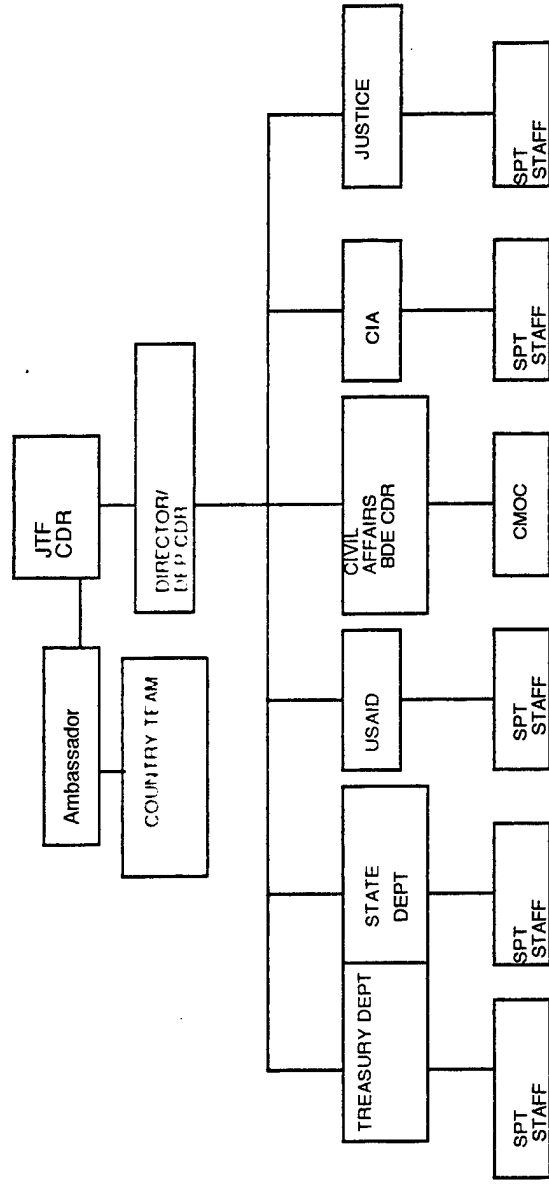 JTF
CDR
Ambassador
COUNTRY TEAM
DIRECTOR/
DEP CDR
TREASURY DEPT
STATE
DEPT
USAID
CIVIL
AFFAIRS
BDE CDR
CIA
JUSTICE
SPT
STAFF
SPT
STAFF
SPT
STAFF
CMOC
SPT
STAFF
SPT
STAFF